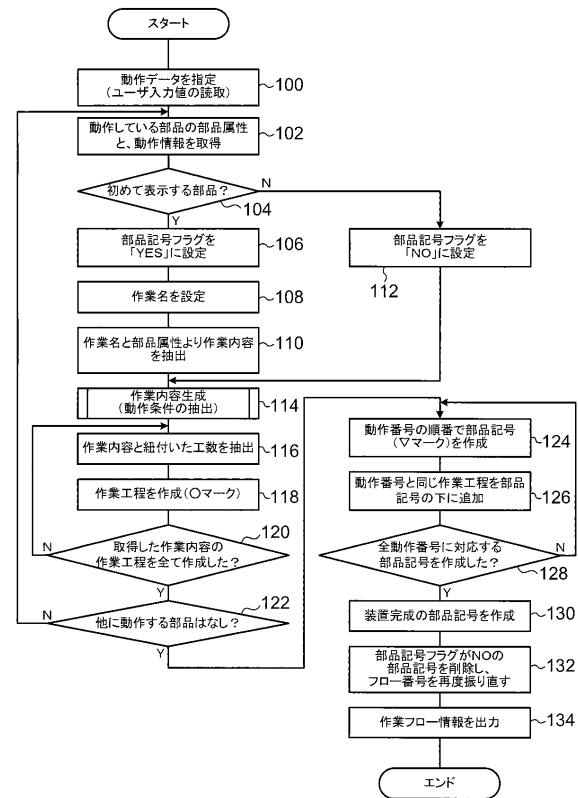 スタート
動作データを指定
(ユーザ入力値の読取)
100
動作している部品の部品属性
と、動作情報を取得
102
初めて表示する部品?
N
104
Y
部品記号フラグを
「YES」に設定
106
部品記号フラグを
「NO」に設定
112
作業名を設定
108
作業名と部品属性より作業内容
を抽出
110
作業内容生成
(動作条件の抽出)
114
作業内容と紐付いた工数を抽出
116
作業工程を作成(○マーク)
118
取得した作業内容の
作業工程を全て作成した?
120
N
Y
他に動作する部品はなし?
122
N
Y
動作番号の順番で部品記号
(▽マーク)を作成
124
動作番号と同じ作業工程を部品
記号の下に追加
126
全動作番号に対応する
部品記号を作成した?
N
128
Y
装置完成の部品記号を作成
130
部品記号フラグがNOの
部品記号を削除し、
フロー番号を再度振り直す
132
作業フロー情報を出力
134
エンド